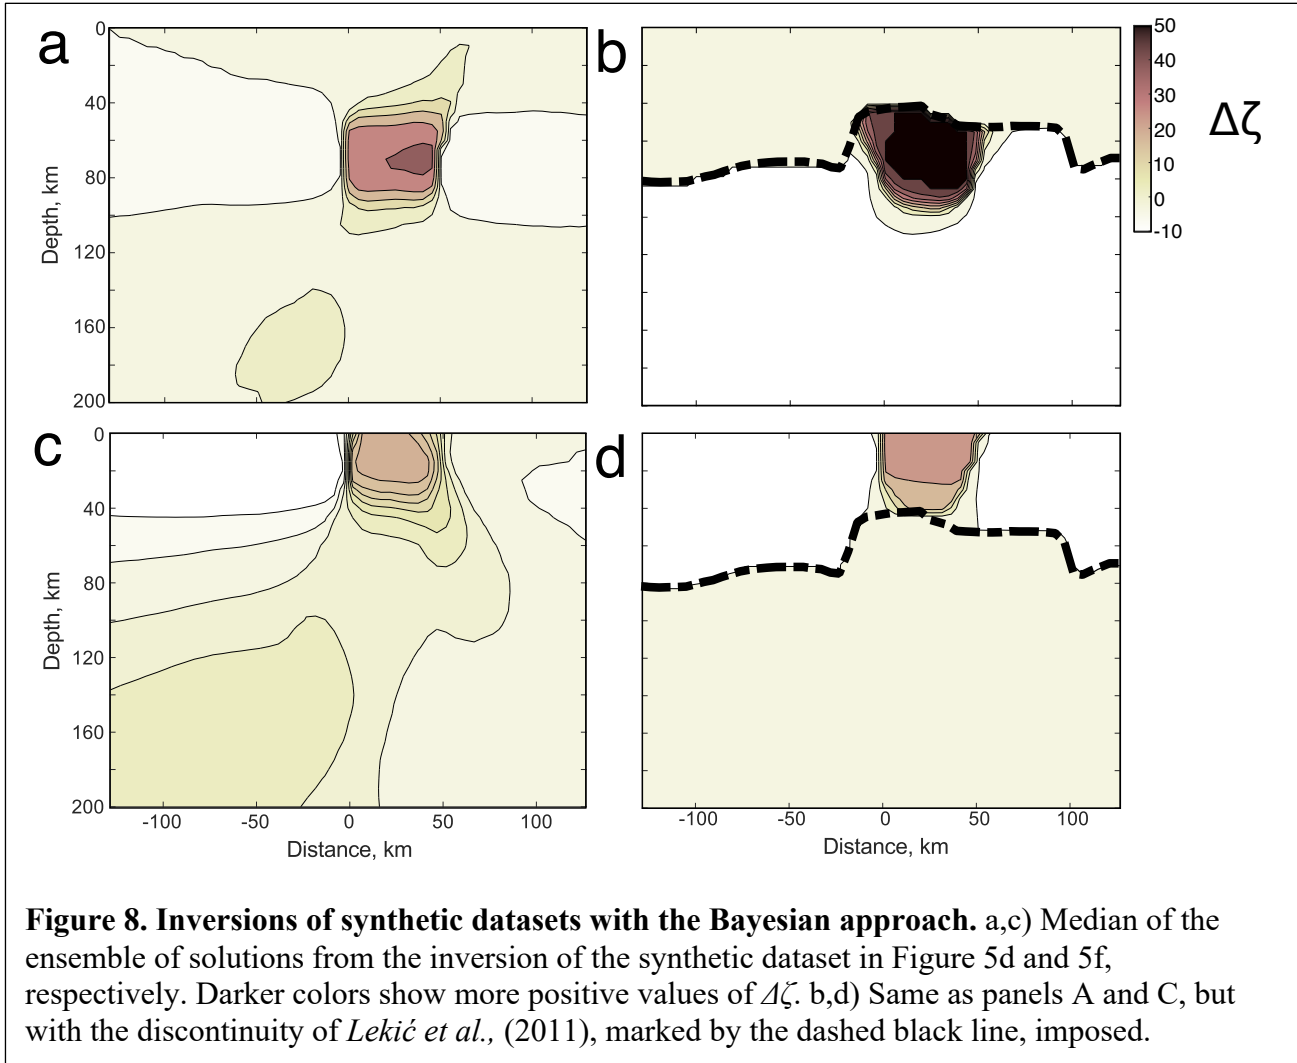 a
b
0
40
80
120
160
200
Depth, km
50
40
30
20
10
0
-10
Δζ
c
d
0
40
80
120
160
200
Depth, km
-100
-50
0
50
100
Distance, km
-100
-50
0
50
100
Distance, km
Figure 8. Inversions of synthetic datasets with the Bayesian approach. a,c) Median of the
ensemble of solutions from the inversion of the synthetic dataset in Figure 5d and 5f,
respectively. Darker colors show more positive values of Δζ. b,d) Same as panels A and C, but
with the discontinuity of Lekić et al., (2011), marked by the dashed black line, imposed.